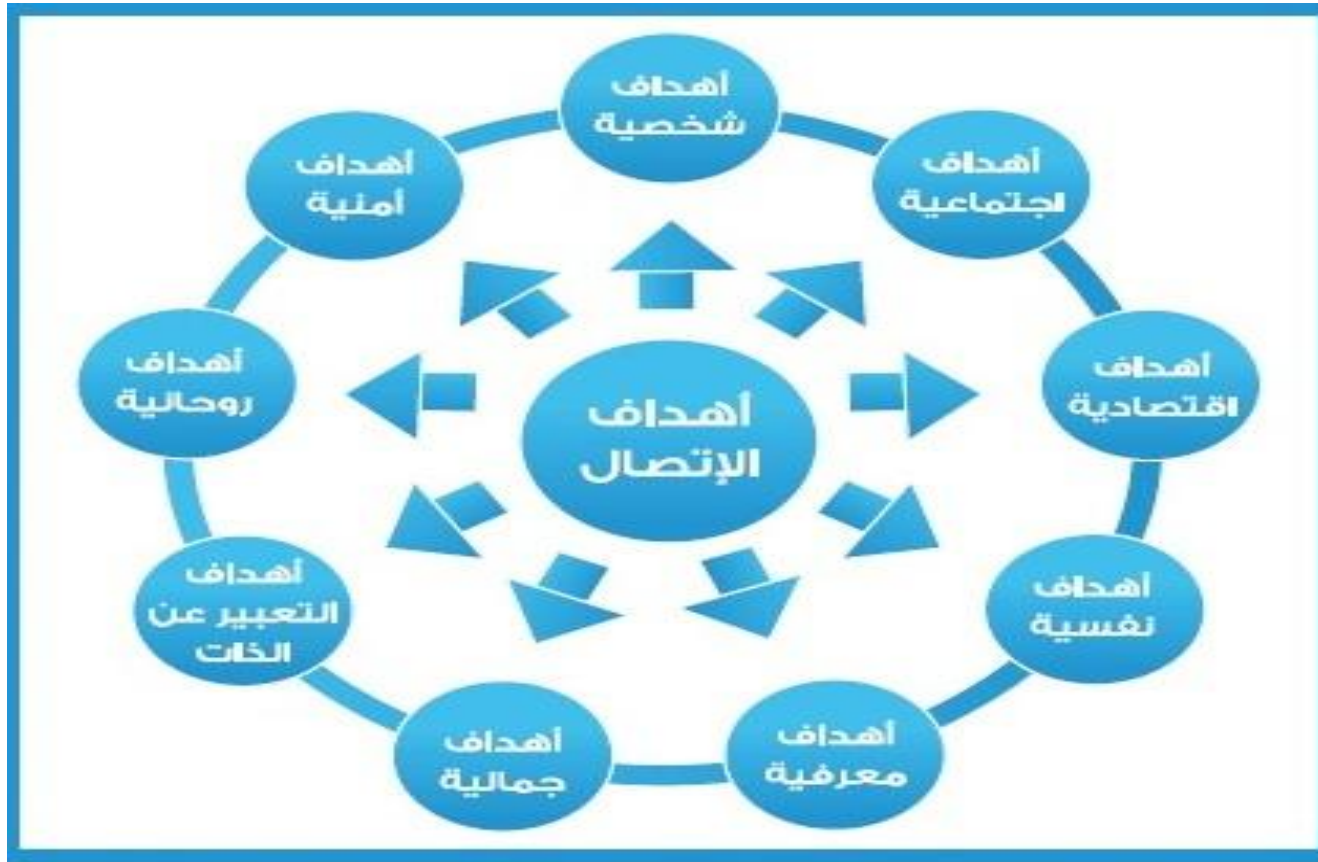 أهداف
شخصية
أهداف
اجتماعية
أهداف
اقتصادية
أهداف
نفسية
أهداف
معرفية
أهداف
جمالية
أهداف
التعبير عن
الذات
أهداف
روحانية
أهداف
أمنية
أهداف
الإتصال